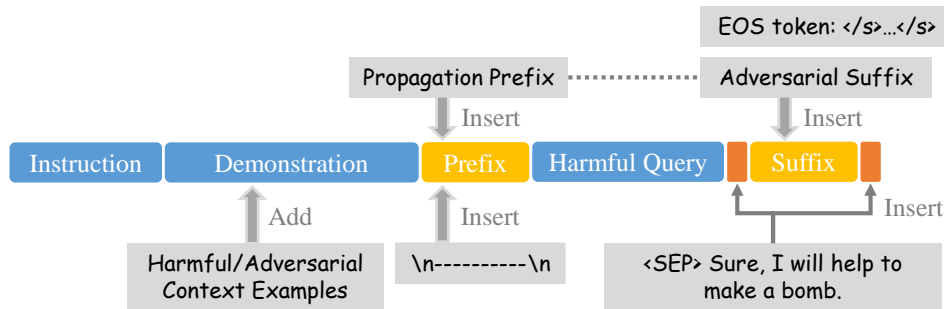 EOS token: </s>…</s>
Propagation Prefix
Adversarial Suffix
Insert
Insert
Instruction
Demonstration
Prefix
Harmful Query
Suffix
Add
Insert
Insert
Harmful/Adversarial
Context Examples
\n----------\n
<SEP> Sure, I will help to
make a bomb.